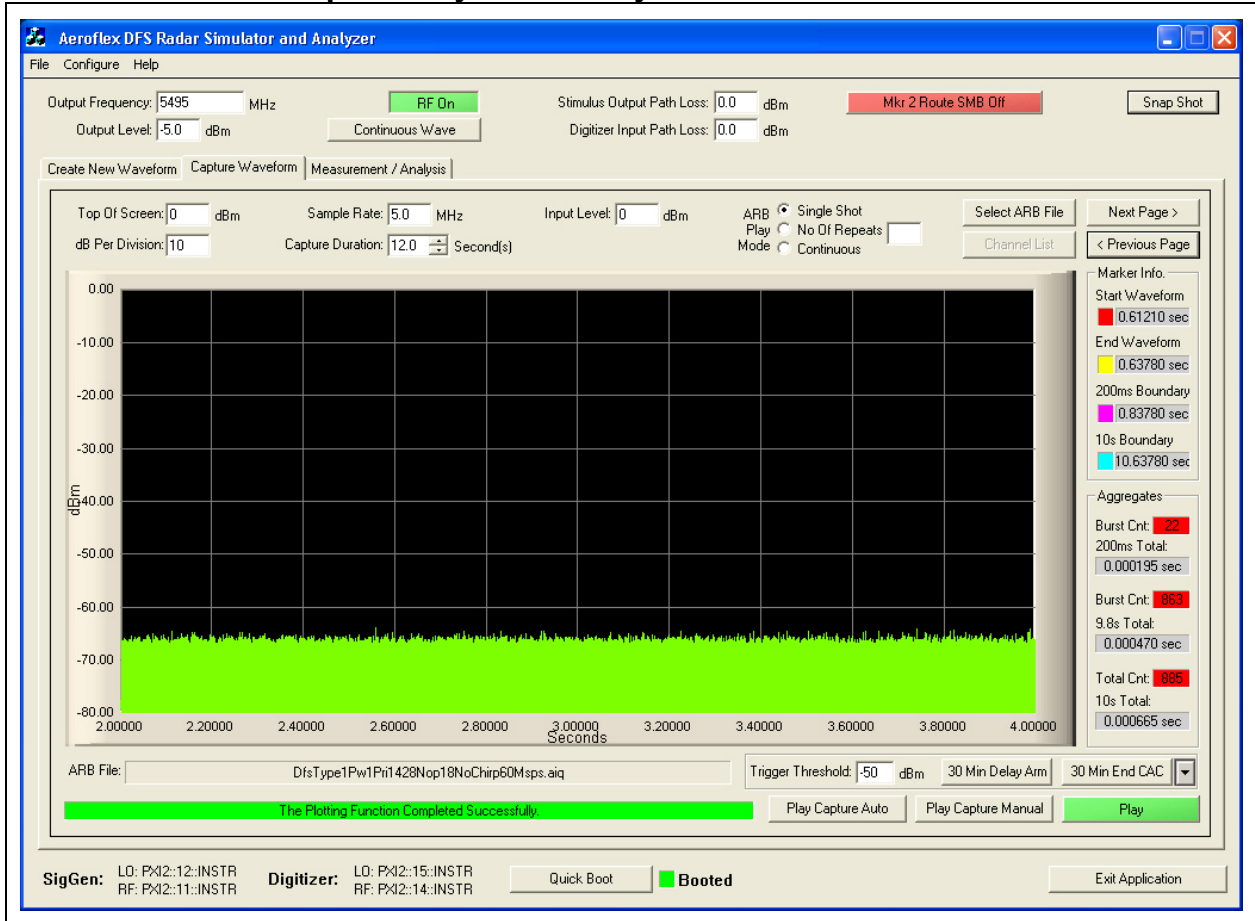 Aeroflex DFS Radar Simulator and Analyzer
File Configure Help
Output Frequency: 5495 MHz RF On Stimulus Output Path Loss: 0.0 dBm Mkr 2 Route SMB Off Snap Shot
Output Level: -5.0 dBm Continuous Wave Digitizer Input Path Loss: 0.0 dBm
Create New Waveform Capture Waveform Measurement / Analysis
Top Of Screen: 0 dBm Sample Rate: 5.0 MHz Input Level: 0 dBm ARB Play Mode Single Shot Select ARB File Next Page >
No Of Repeats
dB Per Division: 10 Capture Duration: 12.0 Second(s) Continuous Channel List < Previous Page
Marker Info.
Start Waveform
0.61210 sec
End Waveform
0.63780 sec
200ms Boundary
0.83780 sec
10s Boundary
10.63780 sec
Aggregates
Burst Cnt: 22
200ms Total:
0.000195 sec
Burst Cnt: 863
9.8s Total:
0.000470 sec
Total Cnt: 885
10s Total:
0.000665 sec
0.00
-10.00
-20.00
-30.00
-40.00
-50.00
-60.00
-70.00
-80.00
dBm
2.00000 2.20000 2.40000 2.60000 2.80000 3.00000 3.20000 3.40000 3.60000 3.80000 4.00000
Seconds
ARB File: DfsType1Pw1Pri1428Nop18NoChirp60Msps.aiq Trigger Threshold: -50 dBm 30 Min Delay Arm 30 Min End CAC
The Plotting Function Completed Successfully. Play Capture Auto Play Capture Manual Play
SigGen: LO: PXI2::12::INSTR Digitizer: LO: PXI2::15::INSTR Quick Boot Booted Exit Application
RF: PXI2::11::INSTR RF: PXI2::14::INSTR